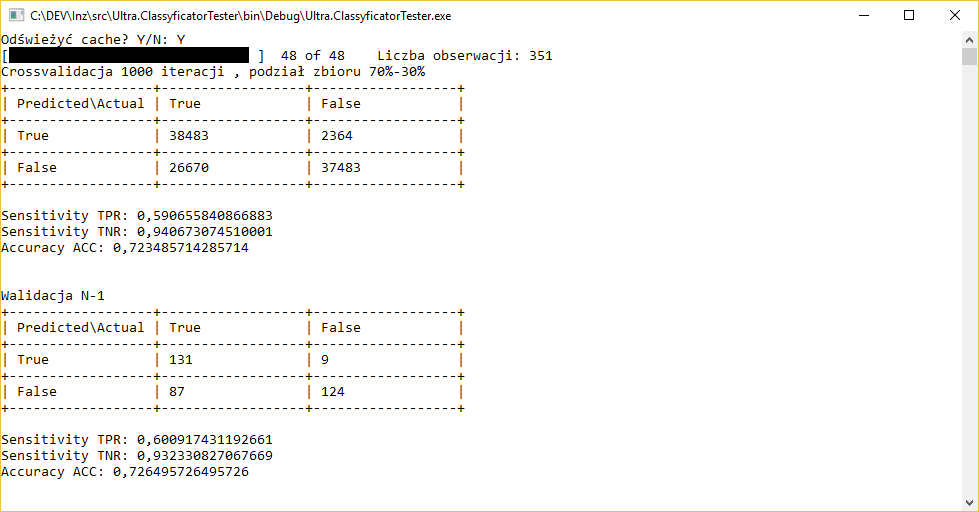 C:\DEV\Inz\src\Ultra.ClassyficatorTester\bin\Debug\Ultra.ClassyficatorTester.exe
Odświeżyć cache? Y/N: Y
[ ] 48 of 48 Liczba obserwacji: 351
Crossvalidacja 1000 iteracji , podział zbioru 70%-30%
+------------------+------------------+------------------+
| Predicted\Actual | True | False |
+------------------+------------------+------------------+
| True | 38483 | 2364 |
+------------------+------------------+------------------+
| False | 26670 | 37483 |
+------------------+------------------+------------------+
Sensitivity TPR: 0,590655840866883
Sensitivity TNR: 0,940673074510001
Accuracy ACC: 0,723485714285714
Walidacja N-1
+------------------+------------------+------------------+
| Predicted\Actual | True | False |
+------------------+------------------+------------------+
| True | 131 | 9 |
+------------------+------------------+------------------+
| False | 87 | 124 |
+------------------+------------------+------------------+
Sensitivity TPR: 0,600917431192661
Sensitivity TNR: 0,932330827067669
Accuracy ACC: 0,726495726495726